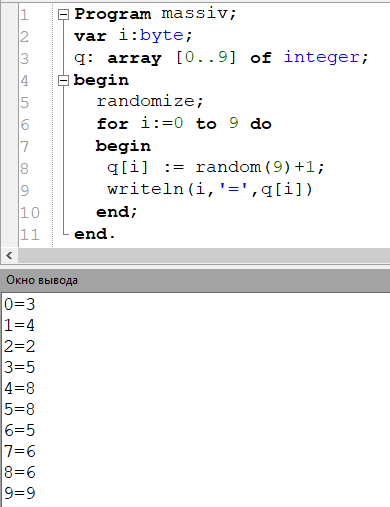 1 Program massiv;
2 var i:byte;
3 q: array [0..9] of integer;
4 begin
5 randomize;
6 for i:=0 to 9 do
7 begin
8 q[i] := random(9)+1;
9 writeln(i,'=',q[i])
10 end;
11 end.
Окно вывода
0=3
1=4
2=2
3=5
4=8
5=8
6=5
7=6
8=6
9=9